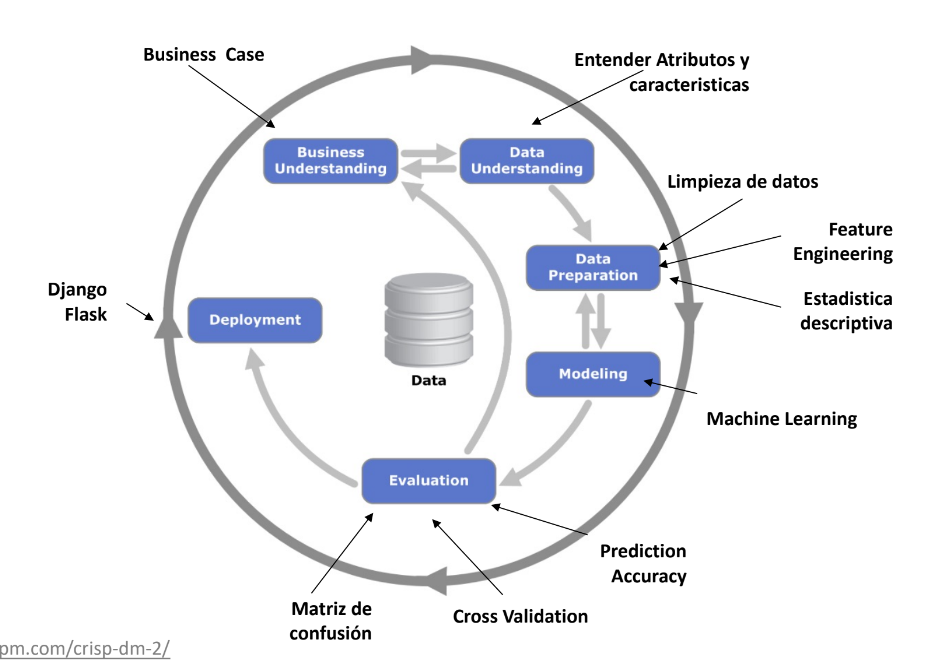 Business  Case
Entender Atributos y
caracteristicas
Business
Understanding
Data
Understanding
Limpieza de datos
Feature
Engineering
Data
Preparation
Estadistica
descriptiva
Django
Flask
Deployment
Data
Modeling
Machine Learning
Evaluation
Prediction
Accuracy
Matriz de
confusión
Cross Validation
pm.com/crisp-dm-2/